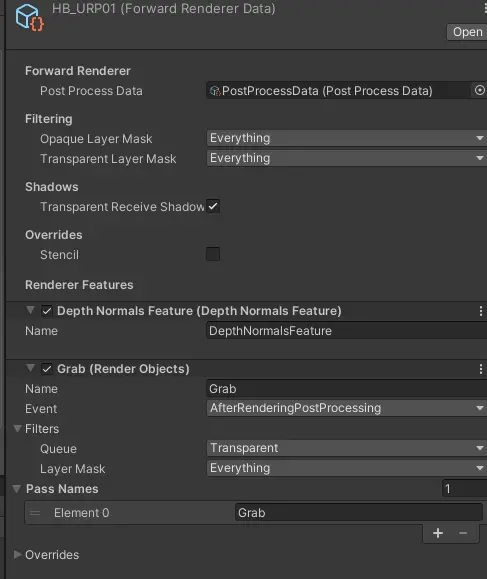 HB_URP01 (Forward Renderer Data)
Open
Forward Renderer
Post Process Data PostProcessData (Post Process Data)
Filtering
Opaque Layer Mask Everything
Transparent Layer Mask Everything
Shadows
Transparent Receive Shadow
Overrides
Stencil
Renderer Features
Depth Normals Feature (Depth Normals Feature)
Name DepthNormalsFeature
Grab (Render Objects)
Name Grab
Event AfterRenderingPostProcessing
Filters
Queue Transparent
Layer Mask Everything
Pass Names 1
Element 0 Grab
Overrides